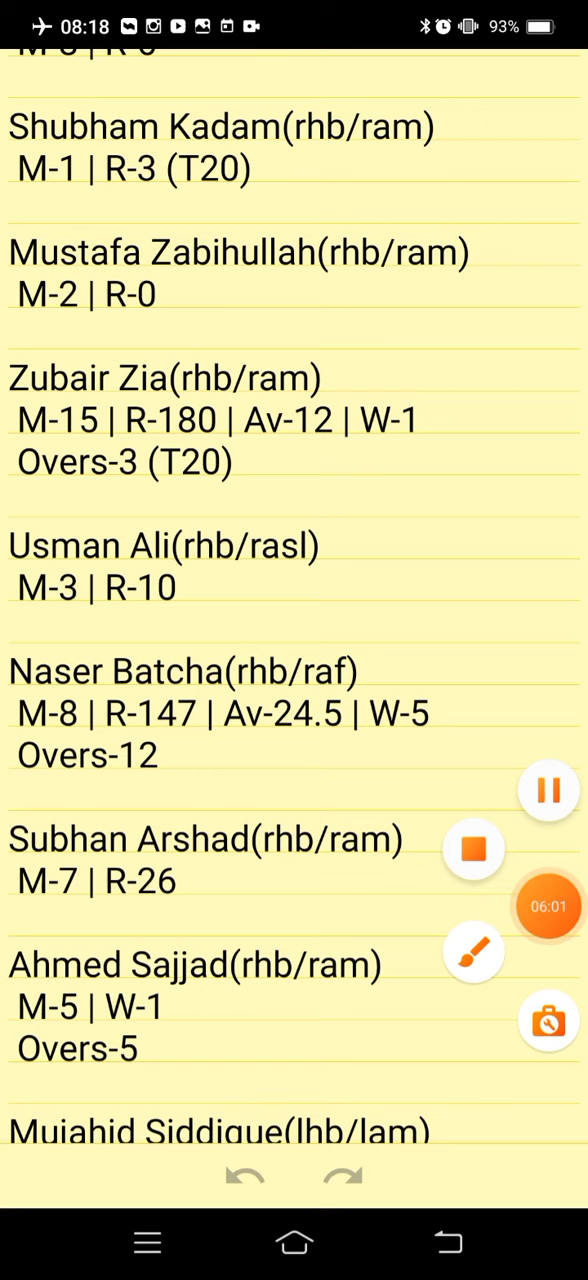 08:18
93%
Shubham Kadam(rhb/ram)
M-1 | R-3 (T20)
Mustafa Zabihullah(rhb/ram)
M-2 | R-0
Zubair Zia(rhb/ram)
M-15 | R-180 | Av-12 | W-1
Overs-3 (T20)
Usman Ali(rhb/rasl)
M-3 | R-10
Naser Batcha(rhb/raf)
M-8 | R-147 | Av-24.5 | W-5
Overs-12
Subhan Arshad(rhb/ram)
M-7 | R-26
06:01
Ahmed Sajjad(rhb/ram)
M-5 | W-1
Overs-5
Mujahid Siddique(lhb/lam)